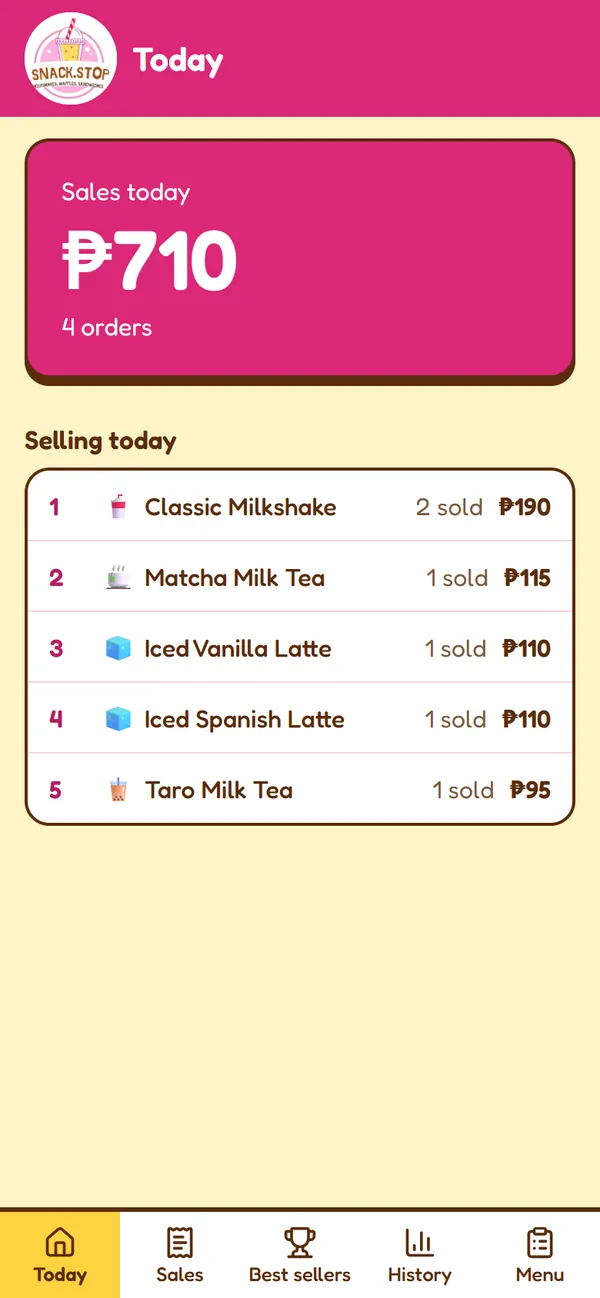 SNACK.STOP
Today
Sales today
₱710
4 orders
Selling today
1 Classic Milkshake 2 sold ₱190
2 Matcha Milk Tea 1 sold ₱115
3 Iced Vanilla Latte 1 sold ₱110
4 Iced Spanish Latte 1 sold ₱110
5 Taro Milk Tea 1 sold ₱95
Today Sales Best sellers History Menu